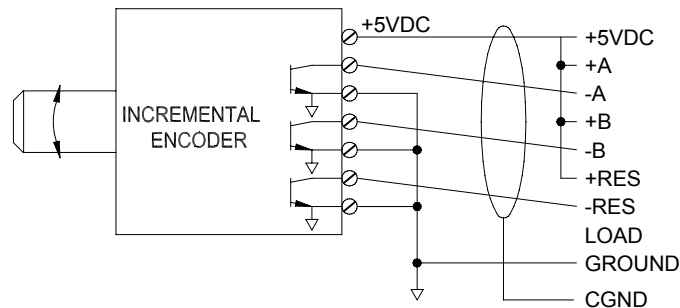 +5VDC
+5VDC
+A
-A
INCREMENTAL
ENCODER
+B
-B
+RES
-RES
LOAD
GROUND
CGND